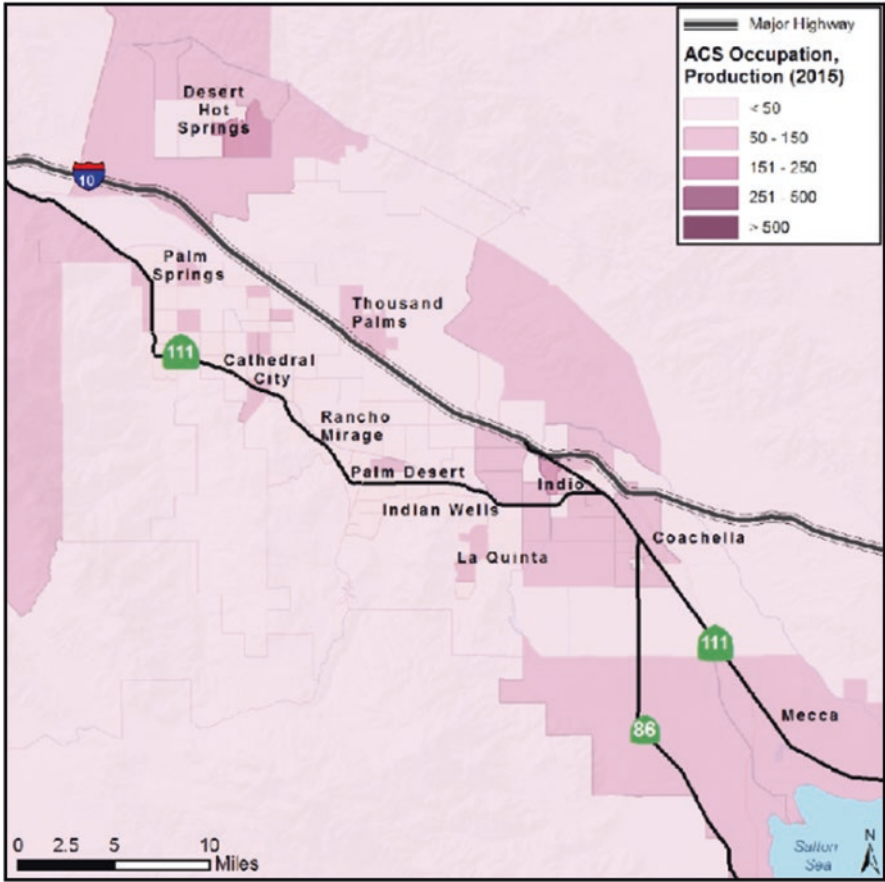 Major Highway
ACS Occupation,
Production (2015)
< 50
50 - 150
151 - 250
251 - 500
> 500
Desert
Hot
Springs
10
Palm
Springs
Thousand
Palms
111
Cathedral
City
Rancho
Mirage
Palm Desert
Indio
Indian Wells
Coachella
La Quinta
111
Mecca
86
0 2.5 5 10
Miles
Salton
Sea
N